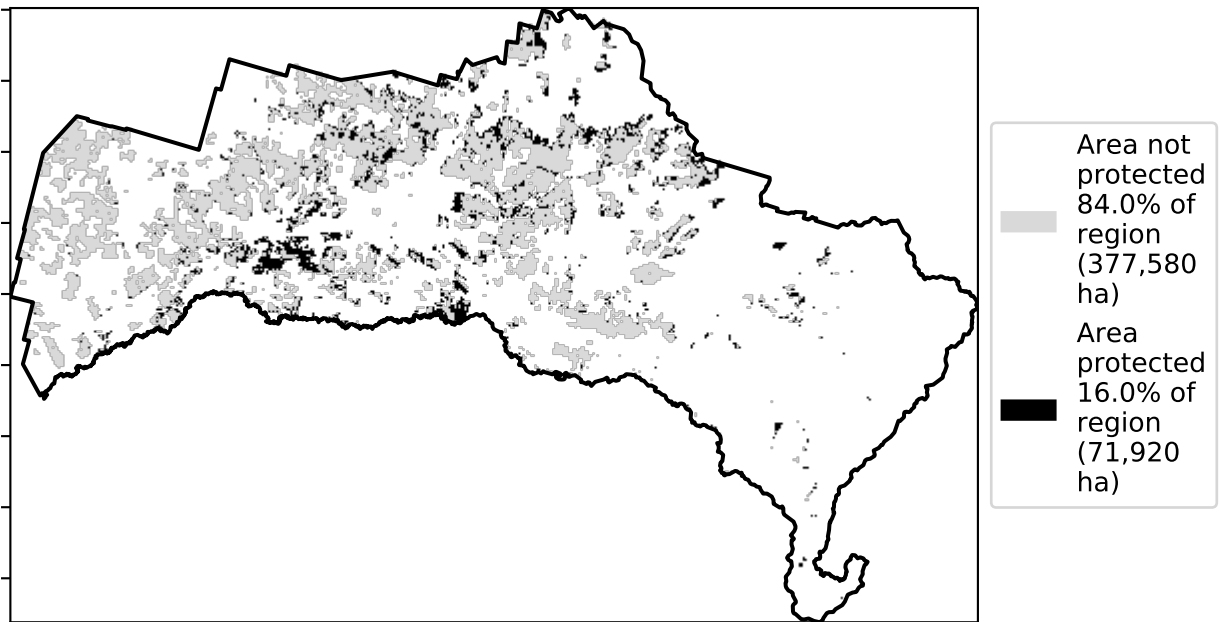 Area not
protected
84.0% of
region
(377,580
ha)
Area
protected
16.0% of
region
(71,920
ha)